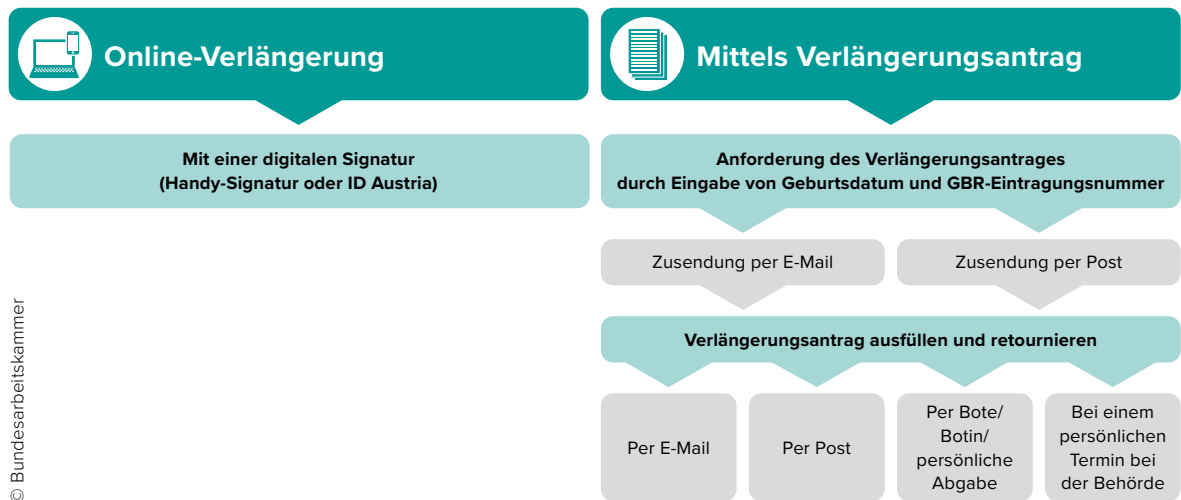 Online-Verlängerung
Mit einer digitalen Signatur
(Handy-Signatur oder ID Austria)
Mittels Verlängerungsantrag
Anforderung des Verlängerungsantrages
durch Eingabe von Geburtsdatum und GBR-Eintragungsnummer
Zusendung per E-Mail
Zusendung per Post
Verlängerungsantrag ausfüllen und retournieren
Per E-Mail
Per Post
Per Bote/
Botin/
persönliche
Abgabe
Bei einem
persönlichen
Termin bei
der Behörde
© Bundesarbeitskammer